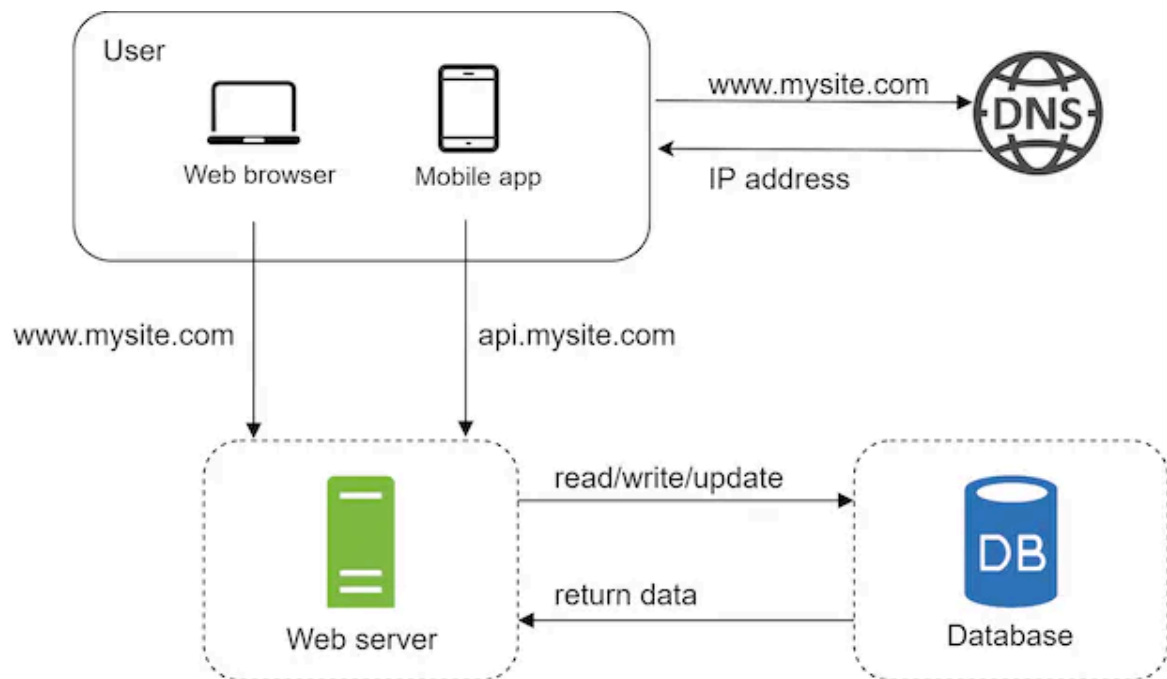 User
Web browser
Mobile app
www.mysite.com
DNS
IP address
www.mysite.com
api.mysite.com
Web server
read/write/update
return data
DB
Database